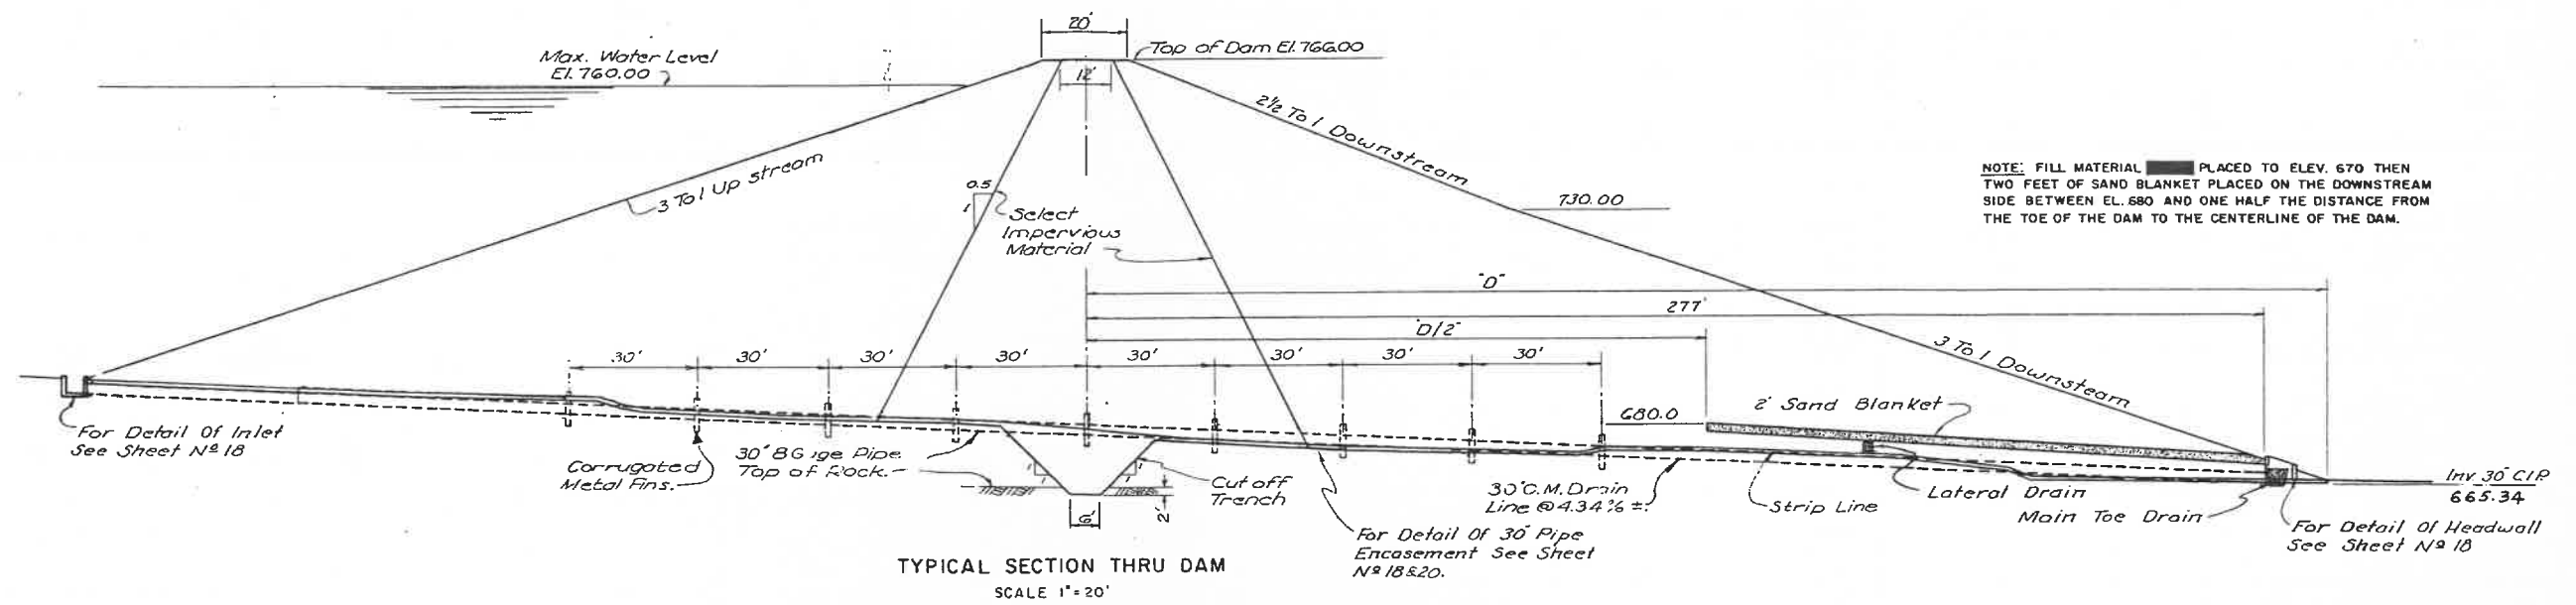 20'
Top of Dam El. 766.00
Max. Water Level
El. 760.00
12'
2½ To 1 Downstream
3 To 1 Up stream
0.5
1
Select
Impervious
Material
730.00
NOTE: FILL MATERIAL PLACED TO ELEV. 670 THEN
TWO FEET OF SAND BLANKET PLACED ON THE DOWNSTREAM
SIDE BETWEEN EL. 680 AND ONE HALF THE DISTANCE FROM
THE TOE OF THE DAM TO THE CENTERLINE OF THE DAM.
"D"
277'
"D/2"
30' 30' 30' 30' 30' 30' 30' 30'
3 To 1 Downsteam
680.0
2' Sand Blanket
For Detail Of Inlet
See Sheet Nº 18
Corrugated
Metal Fins.
30" 8 Gage Pipe
Top of Rock.
Cut off
Trench
6'
2'
30" C.M. Drain
Line @ 4.34% ±.
Strip Line
Lateral Drain
Main Toe Drain
Inv 30" C.I.P.
665.34
For Detail Of Headwall
See Sheet Nº 18
For Detail Of 30" Pipe
Encasement See Sheet
Nº 18 & 20.
TYPICAL SECTION THRU DAM
SCALE 1"=20'